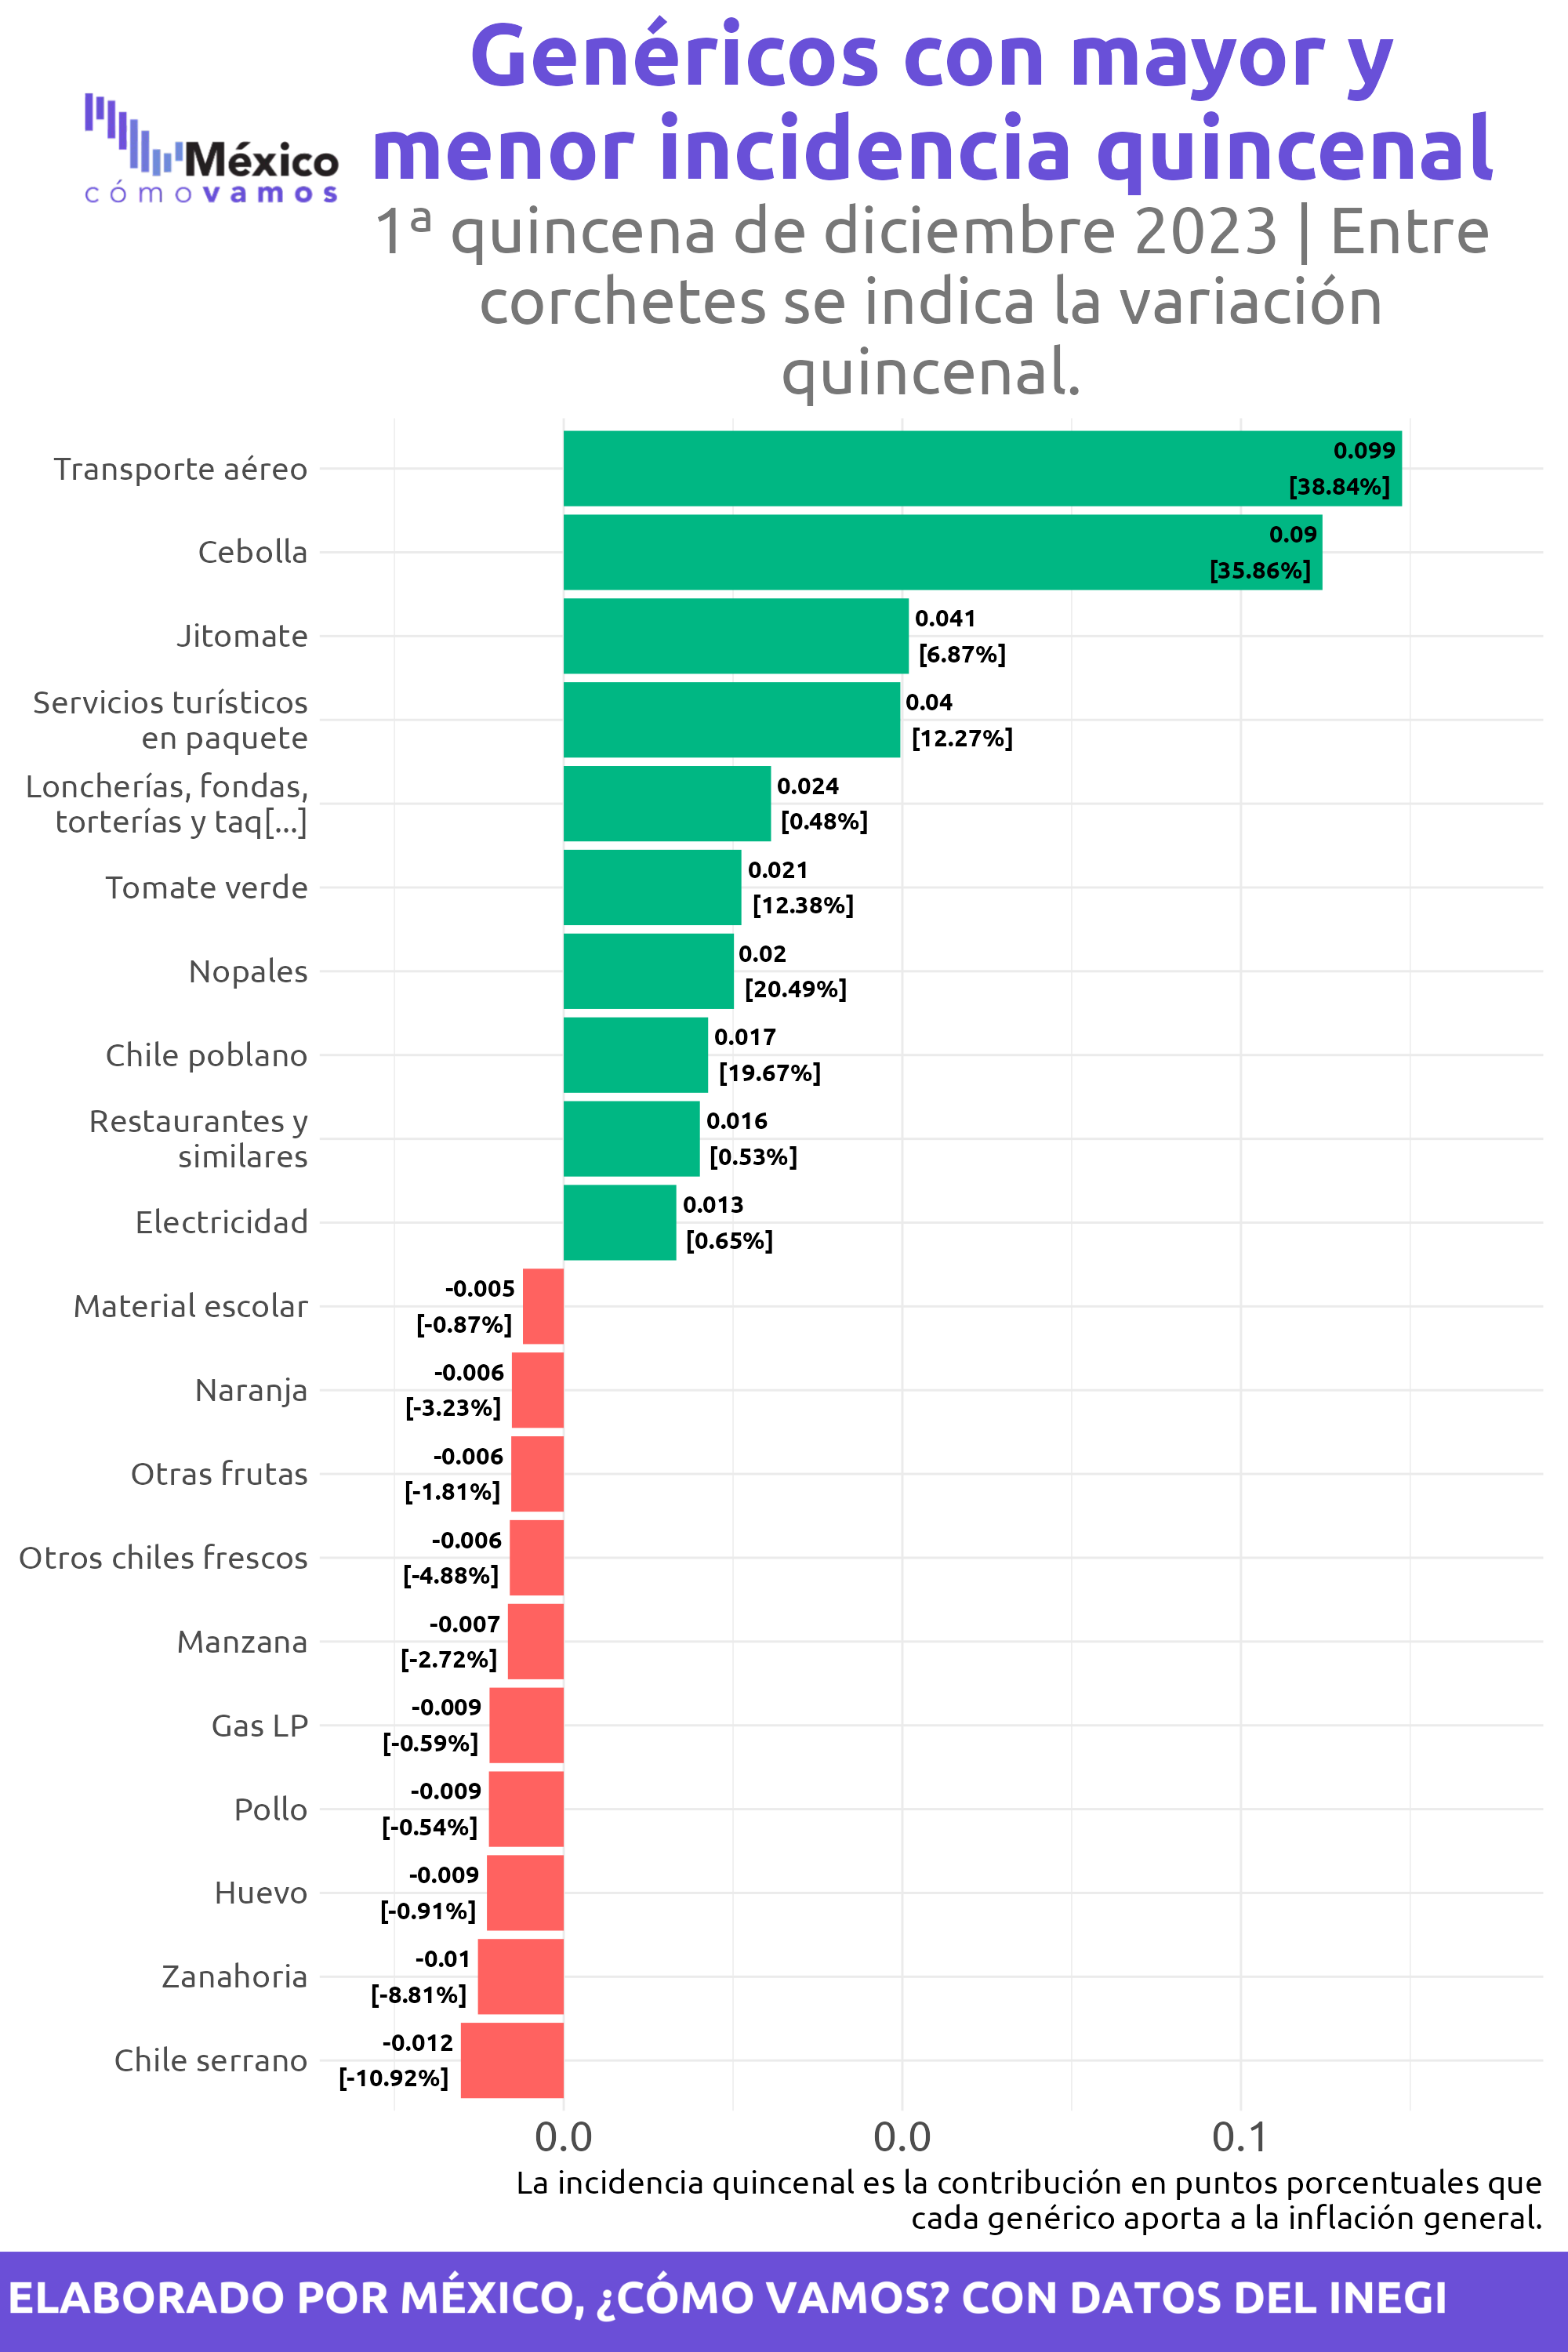 Genéricos con mayor y
menor incidencia quincenal
México
cómovamos
1ª quincena de diciembre 2023 | Entre
corchetes se indica la variación
quincenal.
Transporte aéreo
0.099
[38.84%]
Cebolla
0.09
[35.86%]
Jitomate
0.041
[6.87%]
Servicios turísticos
en paquete
0.04
[12.27%]
Loncherías, fondas,
torterías y taq[...]
0.024
[0.48%]
Tomate verde
0.021
[12.38%]
Nopales
0.02
[20.49%]
Chile poblano
0.017
[19.67%]
Restaurantes y
similares
0.016
[0.53%]
Electricidad
0.013
[0.65%]
Material escolar
-0.005
[-0.87%]
Naranja
-0.006
[-3.23%]
Otras frutas
-0.006
[-1.81%]
Otros chiles frescos
-0.006
[-4.88%]
Manzana
-0.007
[-2.72%]
Gas LP
-0.009
[-0.59%]
Pollo
-0.009
[-0.54%]
Huevo
-0.009
[-0.91%]
Zanahoria
-0.01
[-8.81%]
Chile serrano
-0.012
[-10.92%]
0.0 0.0 0.1
La incidencia quincenal es la contribución en puntos porcentuales que
cada genérico aporta a la inflación general.
ELABORADO POR MÉXICO, ¿CÓMO VAMOS? CON DATOS DEL INEGI